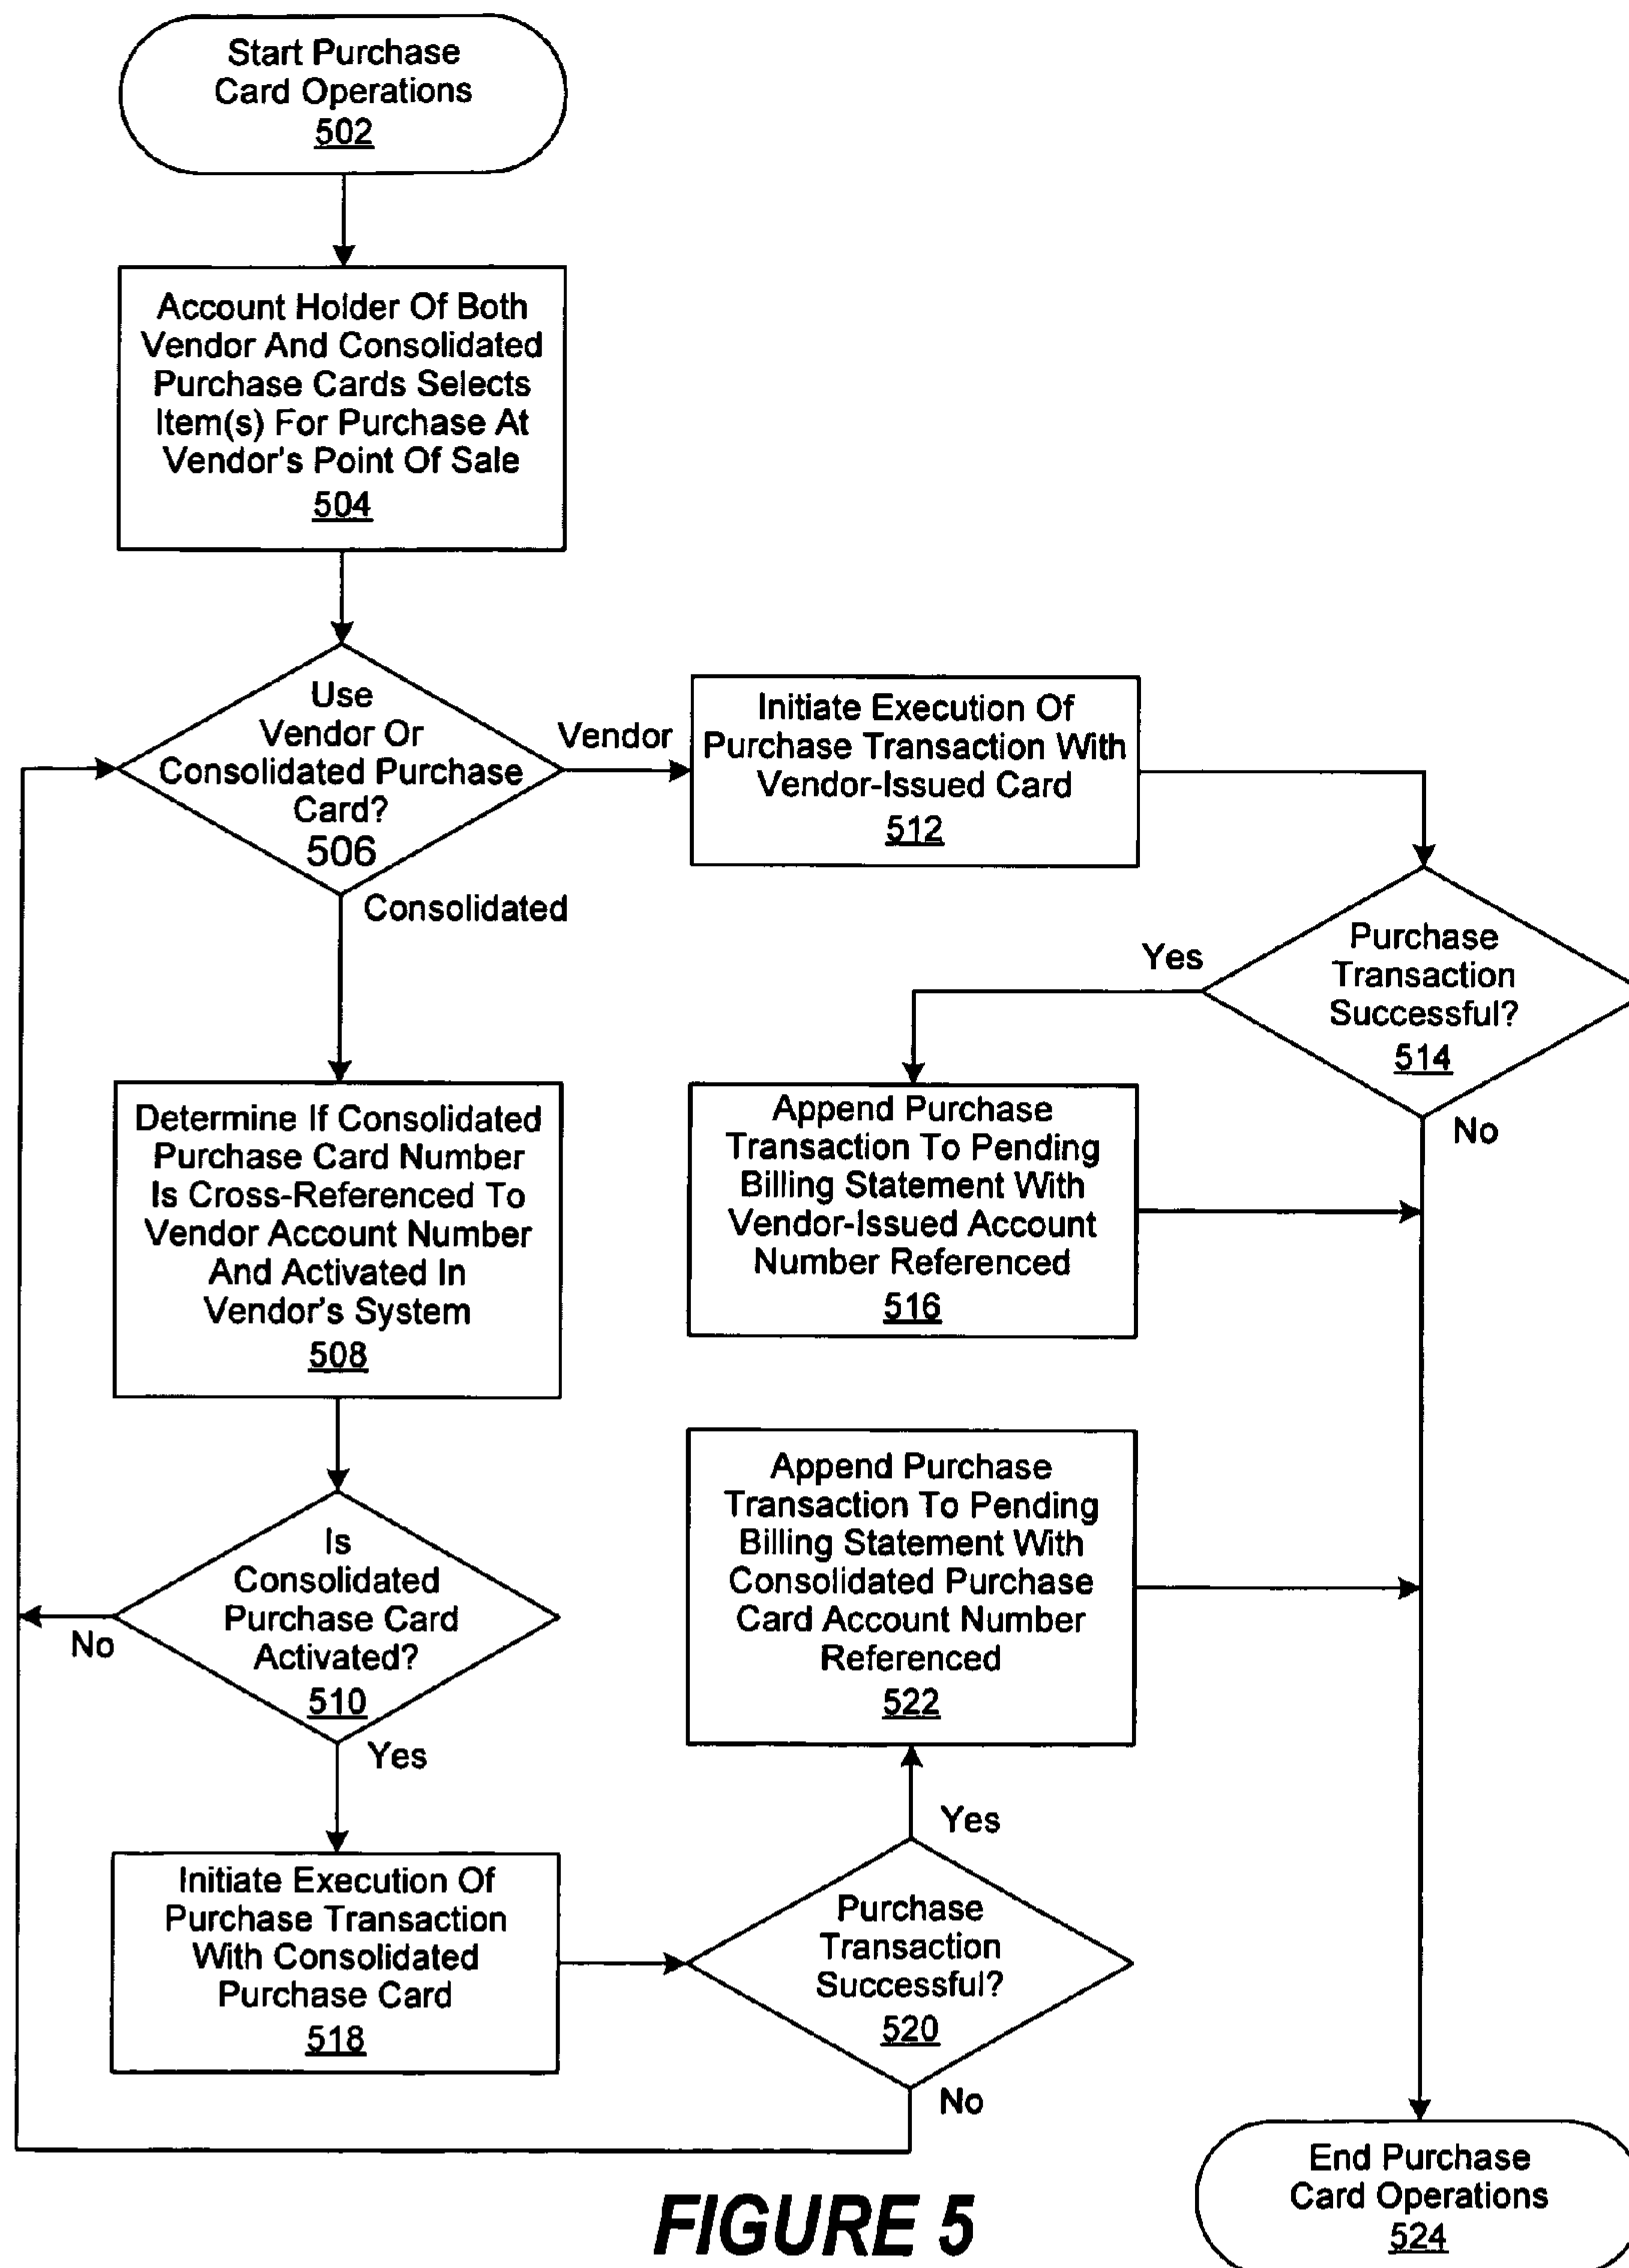 Start Purchase
Card Operations
502
Account Holder Of Both
Vendor And Consolidated
Purchase Cards Selects
Item(s) For Purchase At
Vendor's Point Of Sale
504
Use
Vendor Or
Consolidated Purchase
Card?
506
Vendor
Consolidated
Initiate Execution Of
Purchase Transaction With
Vendor-Issued Card
512
Purchase
Transaction
Successful?
514
Yes
No
Append Purchase
Transaction To Pending
Billing Statement With
Vendor-Issued Account
Number Referenced
516
Determine If Consolidated
Purchase Card Number
Is Cross-Referenced To
Vendor Account Number
And Activated In
Vendor's System
508
Is
Consolidated
Purchase Card
Activated?
510
No
Yes
Initiate Execution Of
Purchase Transaction
With Consolidated
Purchase Card
518
Purchase
Transaction
Successful?
520
Yes
No
Append Purchase
Transaction To Pending
Billing Statement With
Consolidated Purchase
Card Account Number
Referenced
522
End Purchase
Card Operations
524
FIGURE 5